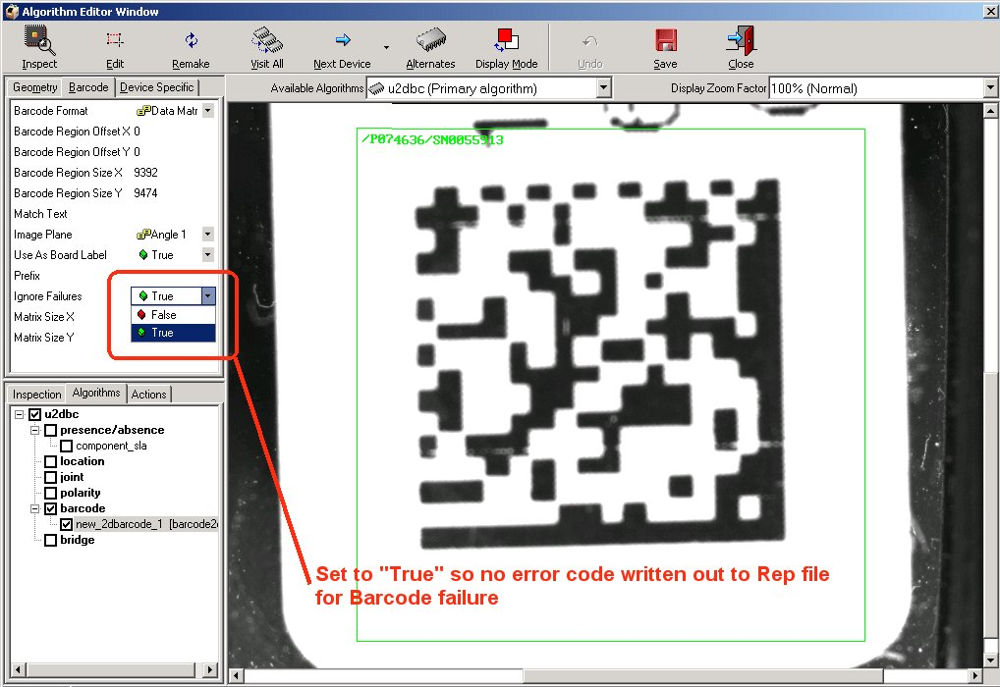 Algorithm Editor Window
Inspect Edit Remake Visit All Next Device Alternates Display Mode Undo Save Close
Geometry Barcode Device Specific
Available Algorithms u2dbc (Primary algorithm) Display Zoom Factor 100% (Normal)
Barcode Format Data Matr
Barcode Region Offset X 0
Barcode Region Offset Y 0
Barcode Region Size X 9392
Barcode Region Size Y 9474
Match Text
Image Plane Angle 1
Use As Board Label True
Prefix
Ignore Failures True
False
Matrix Size X
True
Matrix Size Y
/P074636/SN0055913
Inspection Algorithms Actions
u2dbc
presence/absence
component_sla
location
joint
polarity
barcode
new_2dbarcode_1 [barcode2
bridge
Set to "True" so no error code written out to Rep file
for Barcode failure